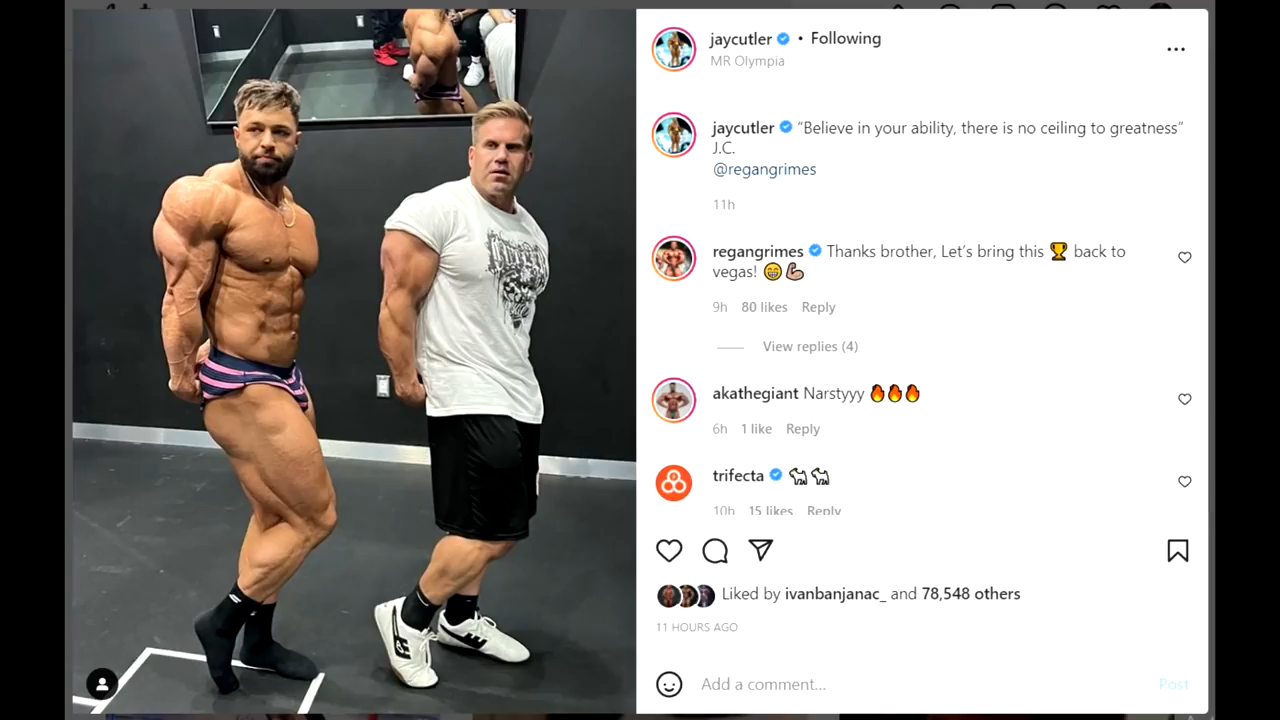 jaycutler • Following
MR Olympia
jaycutler “Believe in your ability, there is no ceiling to greatness”
J.C.
@regangrimes
11h
regangrimes Thanks brother, Let’s bring this 🏆 back to
vegas! 😁💪🏼
9h 80 likes Reply
View replies (4)
akathegiant Narstyyy 🔥🔥🔥
6h 1 like Reply
trifecta 🐪🐪
10h 15 likes Reply
Liked by ivanbanjanac_ and 78,548 others
11 HOURS AGO
Add a comment...
Post